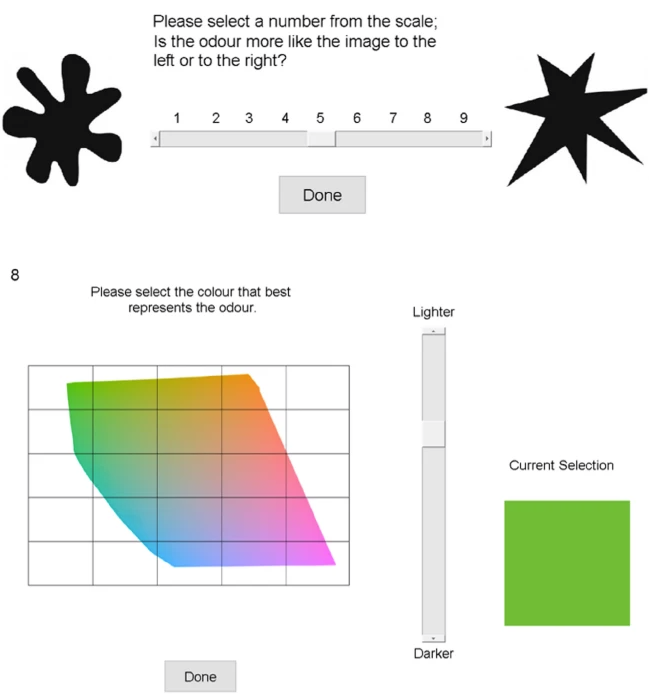 Please select a number from the scale;
Is the odour more like the image to the
left or to the right?
1 2 3 4 5 6 7 8 9
Done
8
Please select the colour that best
represents the odour.
Lighter
Current Selection
Darker
Done